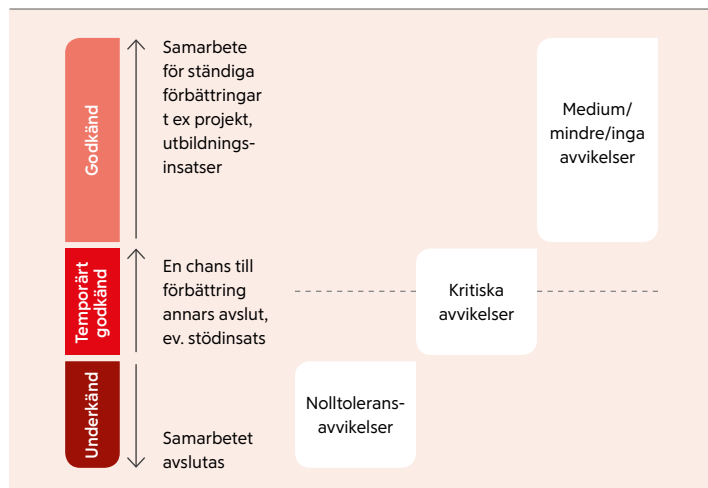 Godkänd
Samarbete
för ständiga
förbättringar
t ex projekt,
utbildnings-
insatser
Medium/
mindre/inga
avvikelser
Temporärt
godkänd
En chans till
förbättring
annars avslut,
ev. stödinsats
Kritiska
avvikelser
Underkänd
Samarbetet
avslutas
Nolltolerans-
avvikelser